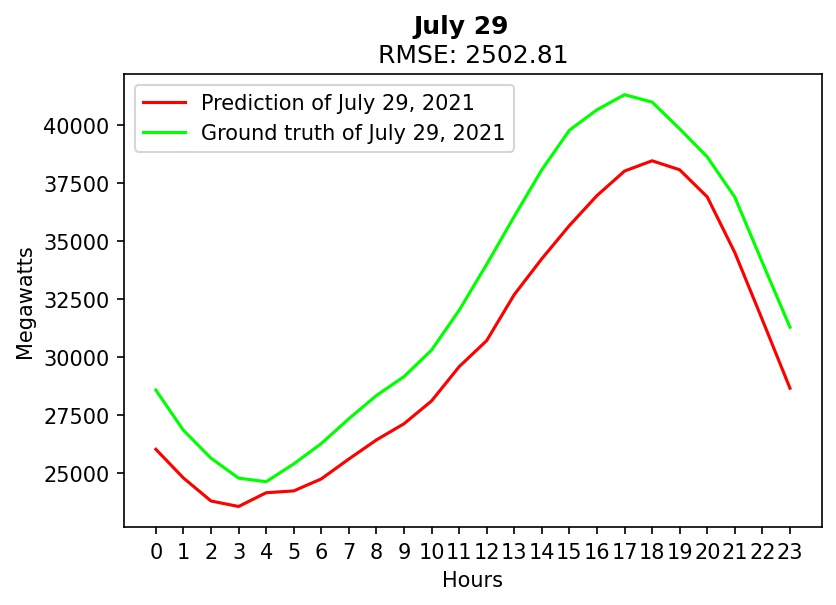 July 29
RMSE: 2502.81
Prediction of July 29, 2021
Ground truth of July 29, 2021
Megawatts
40000
37500
35000
32500
30000
27500
25000
0 1 2 3 4 5 6 7 8 9 10 11 12 13 14 15 16 17 18 19 20 21 22 23
Hours